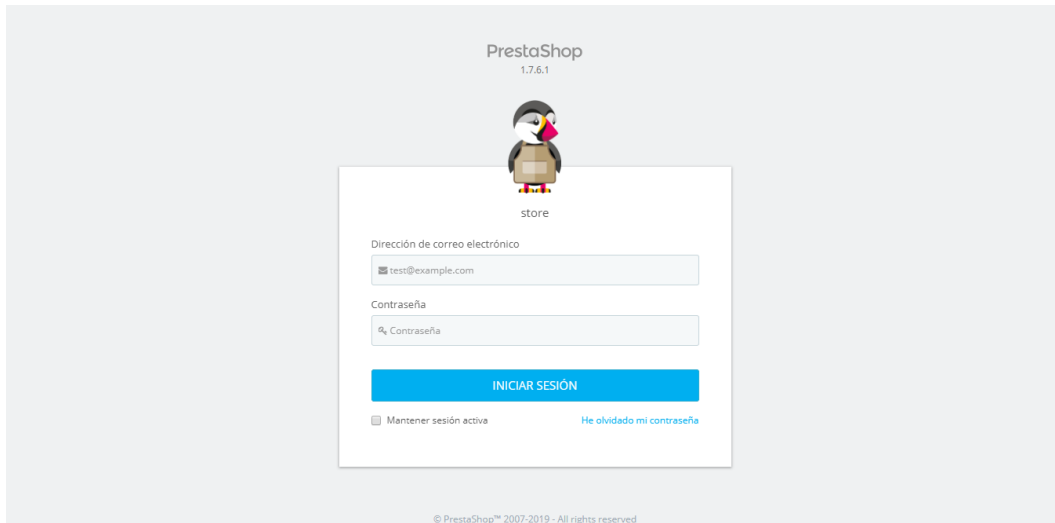 PrestaShop
1.7.6.1
store
Dirección de correo electrónico
test@example.com
Contraseña
Contraseña
INICIAR SESIÓN
Mantener sesión activa He olvidado mi contraseña
© PrestaShop™ 2007-2019 - All rights reserved